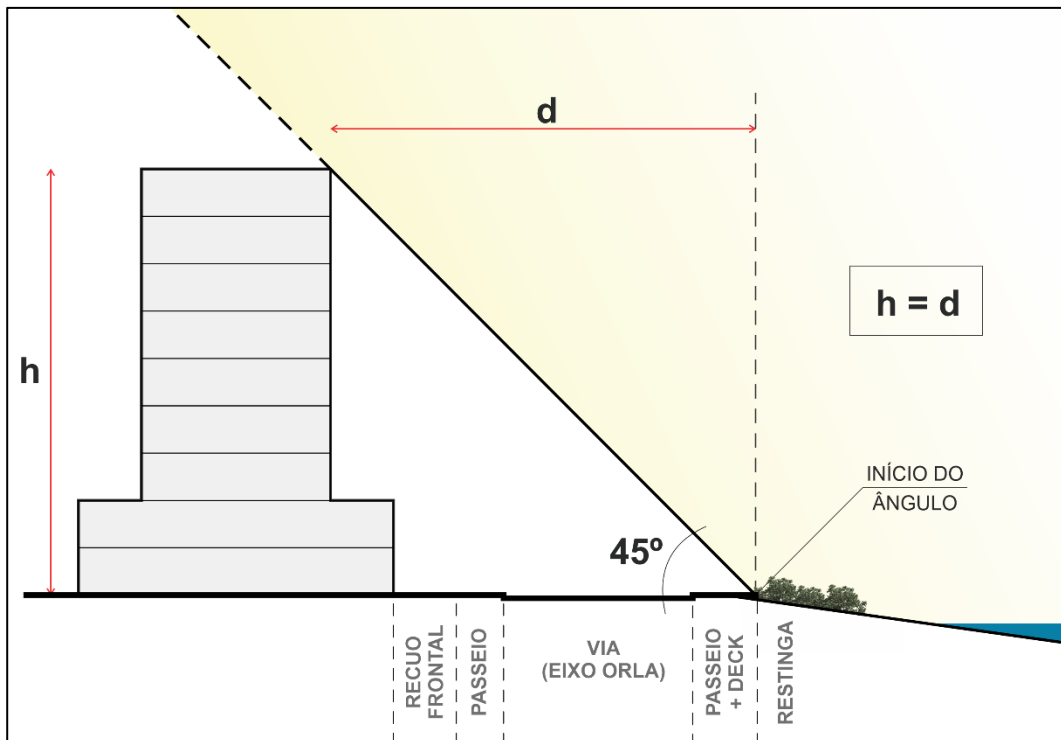 d
h = d
h
INÍCIO DO
ÂNGULO
45º
RECUO
FRONTAL
PASSEIO
VIA
(EIXO ORLA)
PASSEIO
+ DECK
RESTINGA